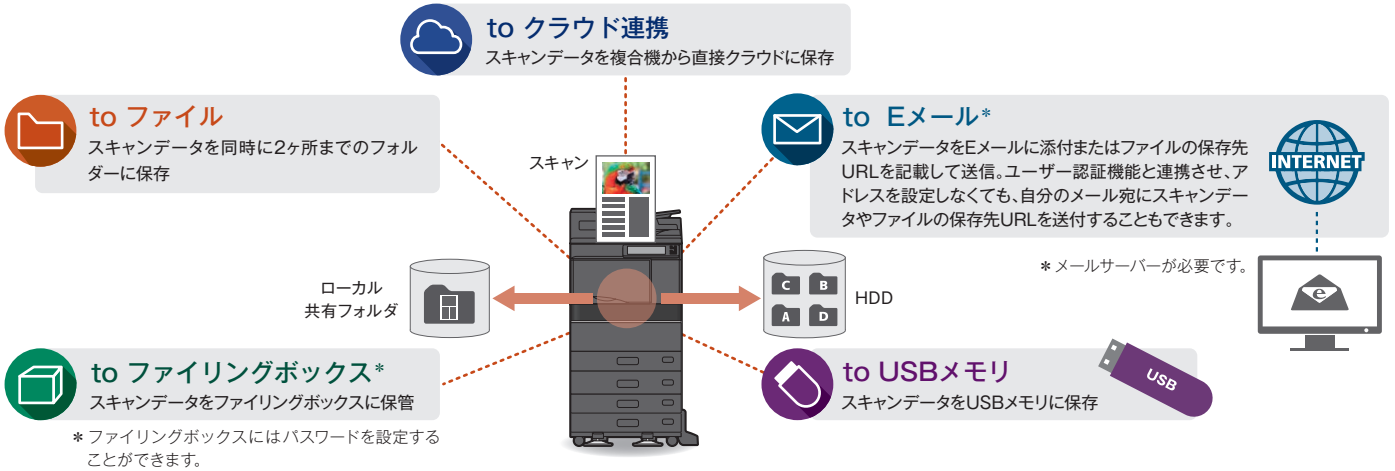 to クラウド連携
スキャンデータを複合機から直接クラウドに保存
to ファイル
スキャンデータを同時に2ヶ所までのフォル
ダーに保存
スキャン
to Eメール*
スキャンデータをEメールに添付またはファイルの保存先
URLを記載して送信。ユーザー認証機能と連携させ、ア
ドレスを設定しなくても、自分のメール宛にスキャンデー
タやファイルの保存先URLを送付することもできます。
INTERNET
*メールサーバーが必要です。
e
ローカル
共有フォルダ
C B
A D
HDD
to ファイリングボックス*
スキャンデータをファイリングボックスに保管
*ファイリングボックスにはパスワードを設定する
ことができます。
to USBメモリ
スキャンデータをUSBメモリに保存
USB